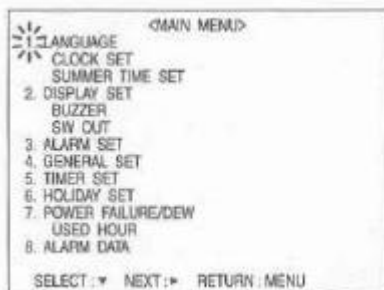 <MAIN MENU>
1. LANGUAGE
CLOCK SET
SUMMER TIME SET
2. DISPLAY SET
BUZZER
SW OUT
3. ALARM SET
4. GENERAL SET
5. TIMER SET
6. HOLIDAY SET
7. POWER FAILURE/DEW
USED HOUR
8. ALARM DATA
SELECT:▼ NEXT:► RETURN:MENU